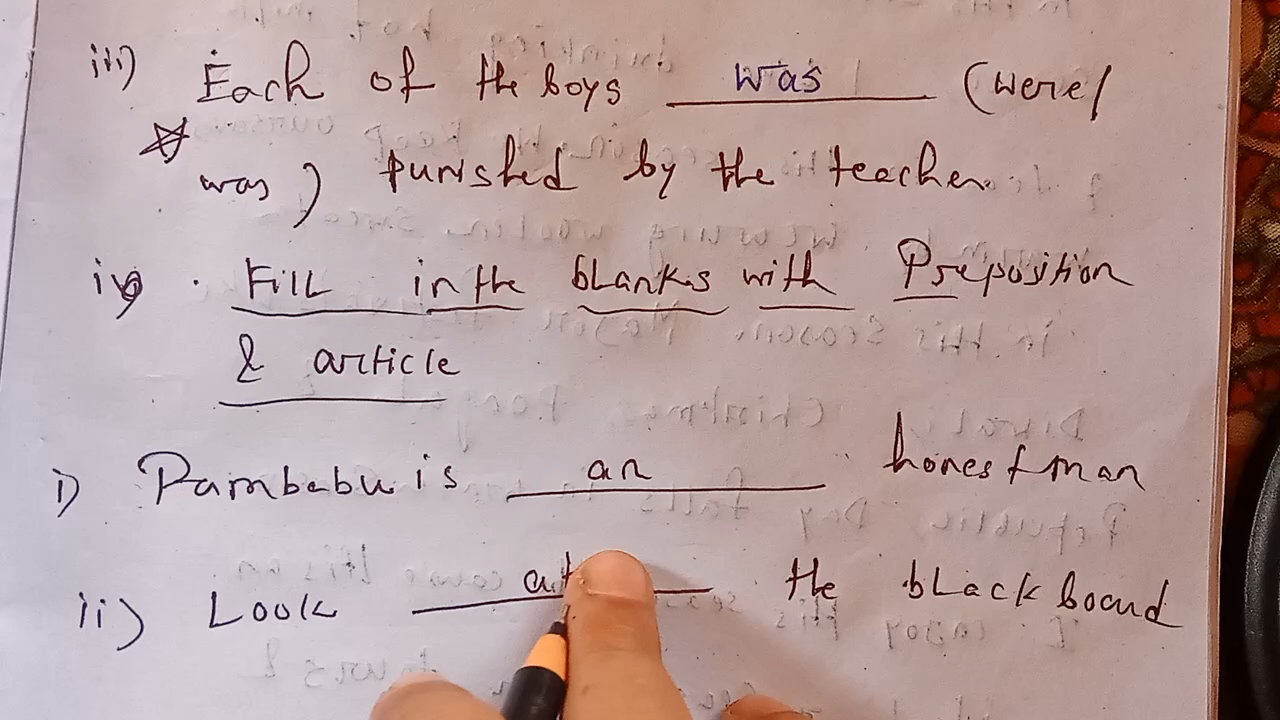 iii) Each of the boys was (were/
was) punished by the teacher.
iv). Fill in the blanks with Preposition
& article
i) Rambabu is an honest man
ii) Look at the black board